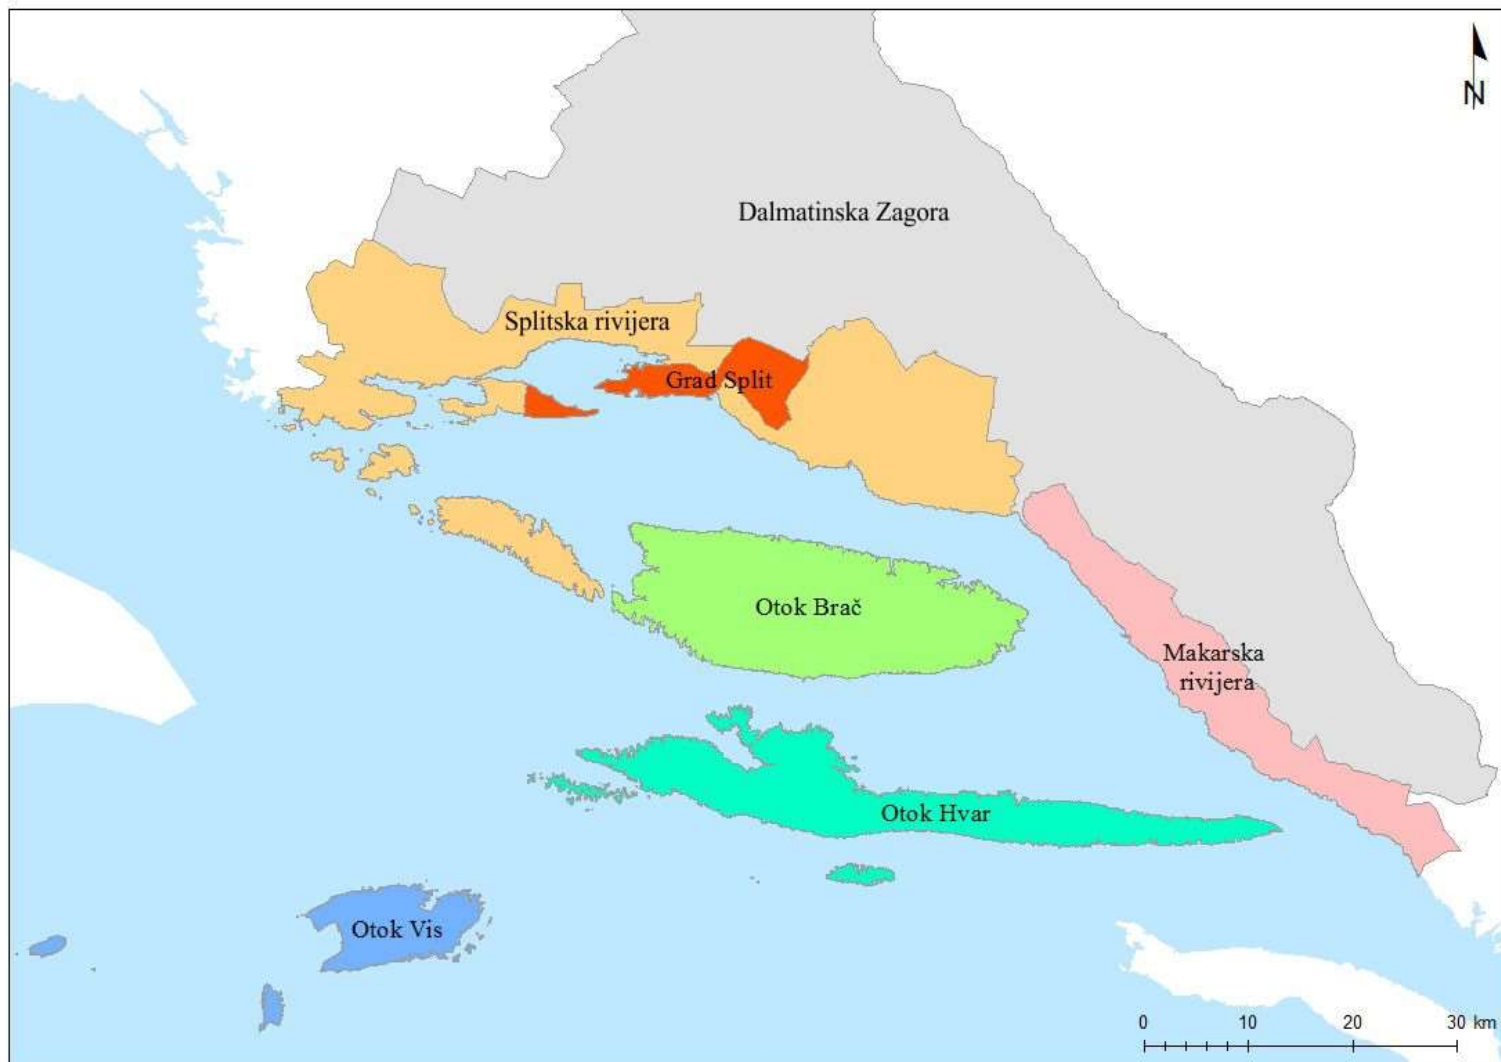 N
Dalmatinska Zagora
Splitska rivijera
Grad Split
Otok Brač
Makarska
rivijera
Otok Hvar
Otok Vis
0 10 20 30 km